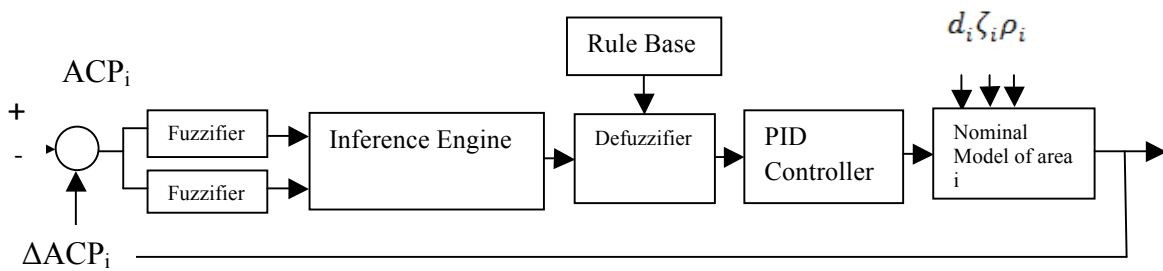 d_i ζ_i ρ_i
Rule Base
ACP_i
+
-
Fuzzifier
Fuzzifier
Inference Engine
Defuzzifier
PID
Controller
Nominal
Model of area
i
ΔACP_i